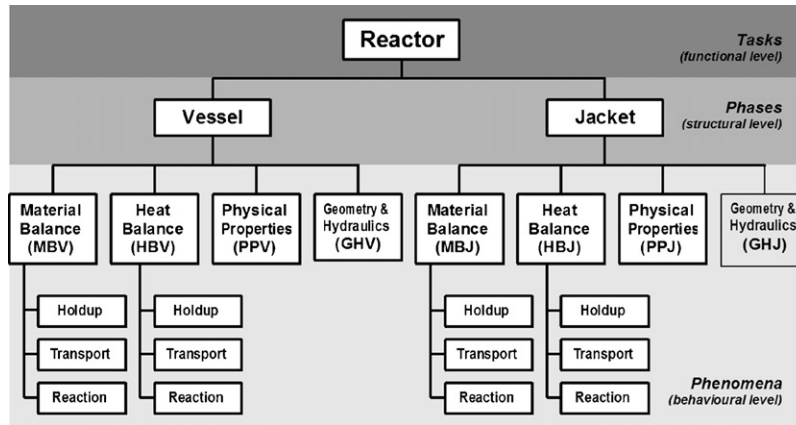 Reactor
Tasks
(functional level)
Vessel
Jacket
Phases
(structural level)
Material
Balance
(MBV)
Heat
Balance
(HBV)
Physical
Properties
(PPV)
Geometry &
Hydraulics
(GHV)
Material
Balance
(MBJ)
Heat
Balance
(HBJ)
Physical
Properties
(PPJ)
Geometry &
Hydraulics
(GHJ)
Holdup
Holdup
Holdup
Holdup
Transport
Transport
Transport
Transport
Reaction
Reaction
Reaction
Reaction
Phenomena
(behavioural level)